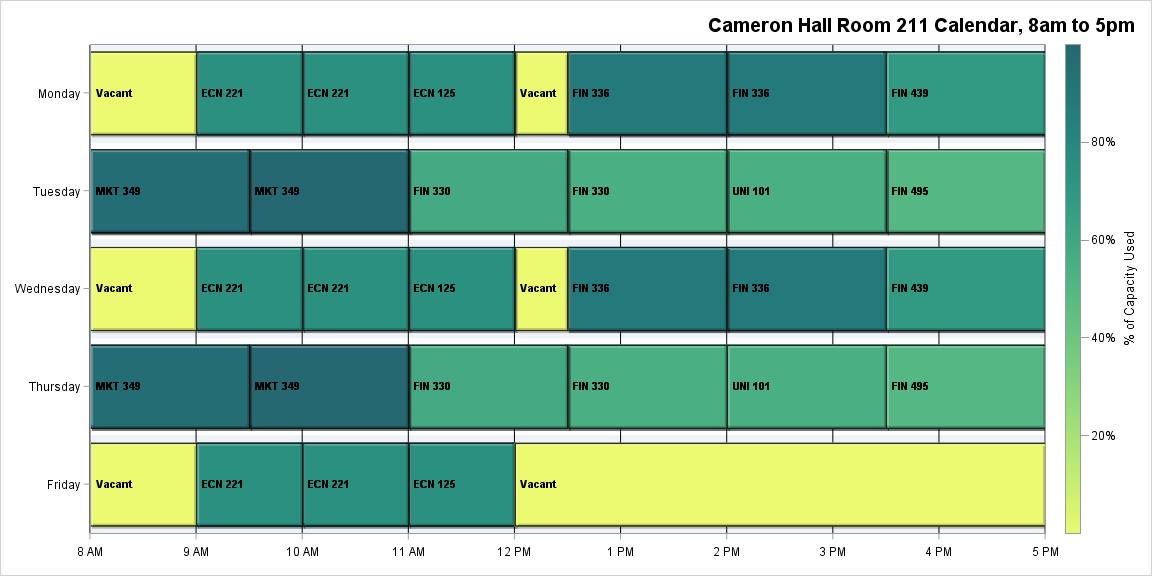 Cameron Hall Room 211 Calendar, 8am to 5pm
Monday
Vacant
ECN 221
ECN 221
ECN 125
Vacant
FIN 336
FIN 336
FIN 439
Tuesday
MKT 349
MKT 349
FIN 330
FIN 330
UNI 101
FIN 495
Wednesday
Vacant
ECN 221
ECN 221
ECN 125
Vacant
FIN 336
FIN 336
FIN 439
Thursday
MKT 349
MKT 349
FIN 330
FIN 330
UNI 101
FIN 495
Friday
Vacant
ECN 221
ECN 221
ECN 125
Vacant
8 AM
9 AM
10 AM
11 AM
12 PM
1 PM
2 PM
3 PM
4 PM
5 PM
80%
60%
40%
20%
% of Capacity Used